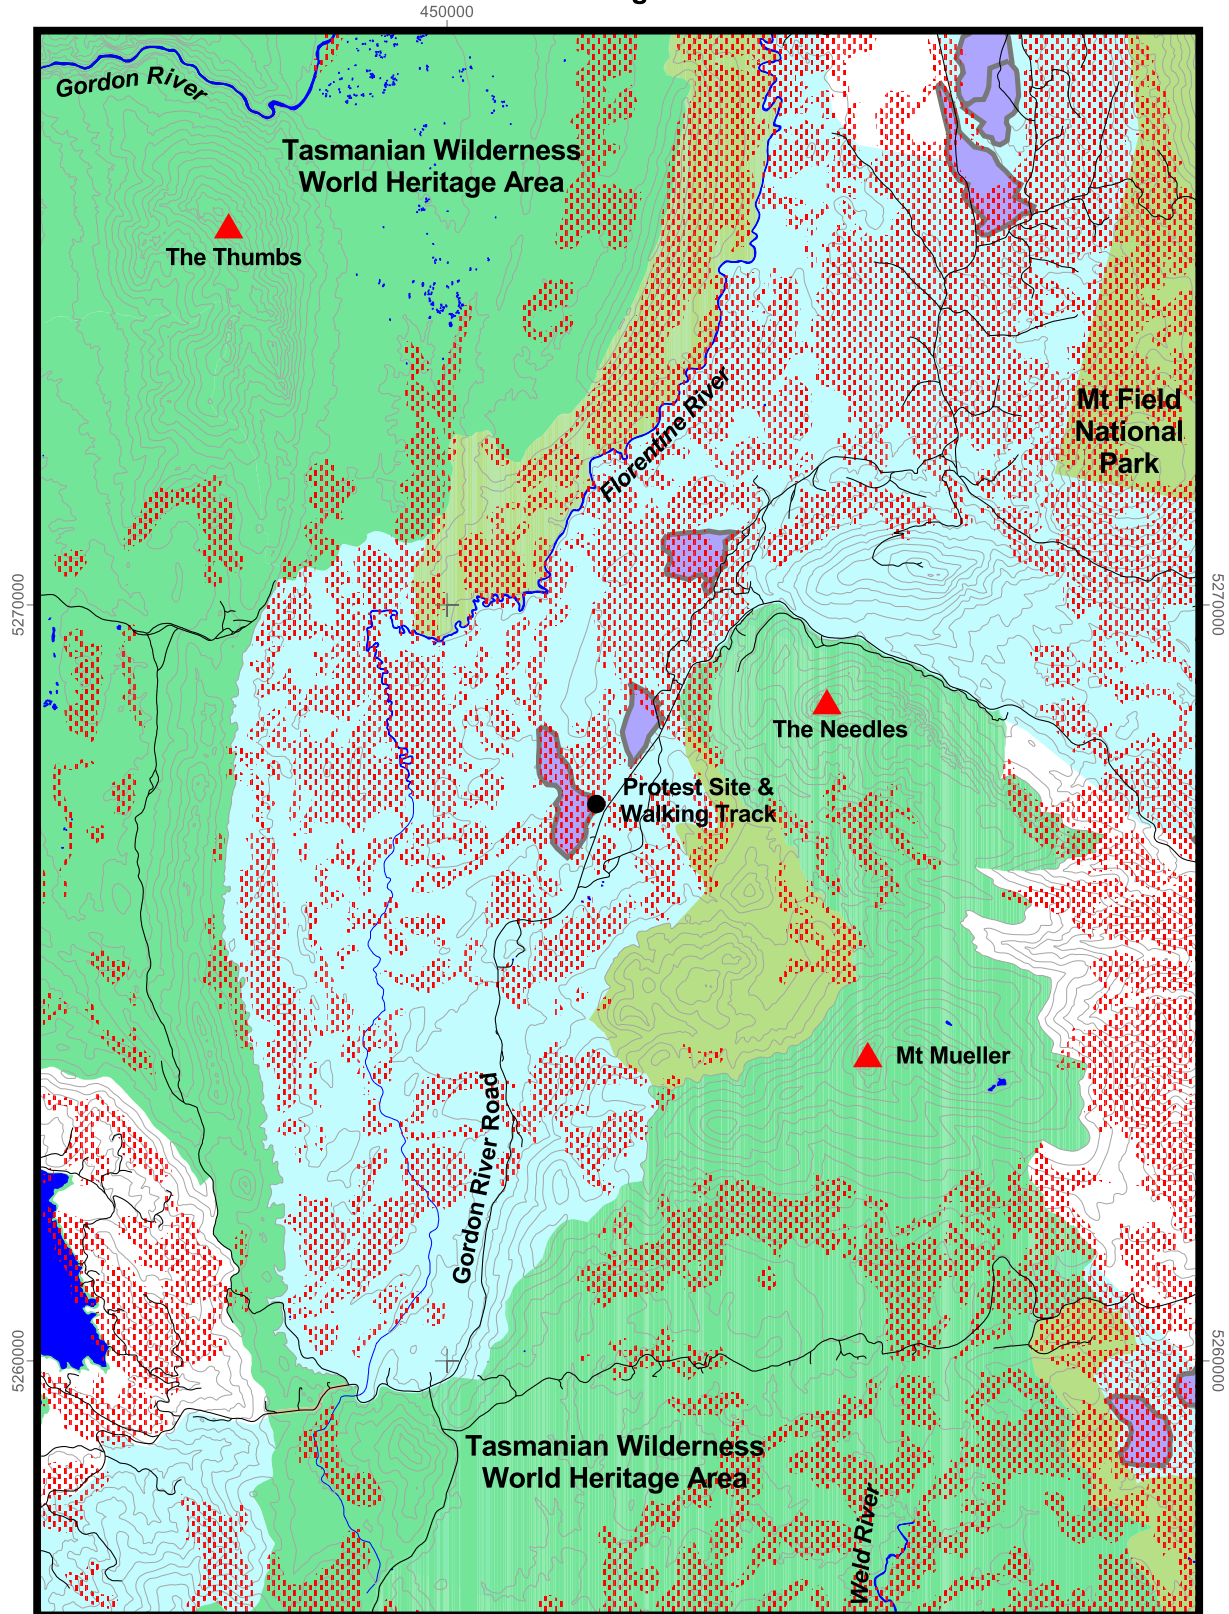 450000
Gordon River
Tasmanian Wilderness
World Heritage Area
The Thumbs
Florentine River
Mt Field
National
Park
5270000
5270000
The Needles
Protest Site &
Walking Track
Mt Mueller
Gordon River Road
5260000
5260000
Tasmanian Wilderness
World Heritage Area
Weld River